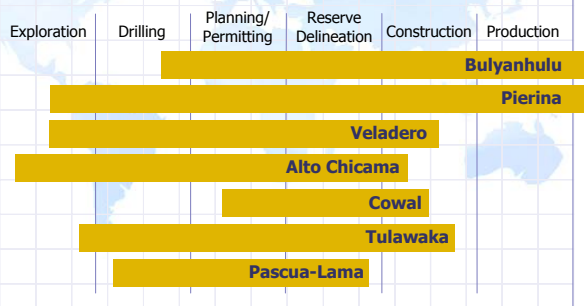 Exploration
Drilling
Planning/
Permitting
Reserve
Delineation
Construction
Production
Bulyanhulu
Pierina
Veladero
Alto Chicama
Cowal
Tulawaka
Pascua-Lama